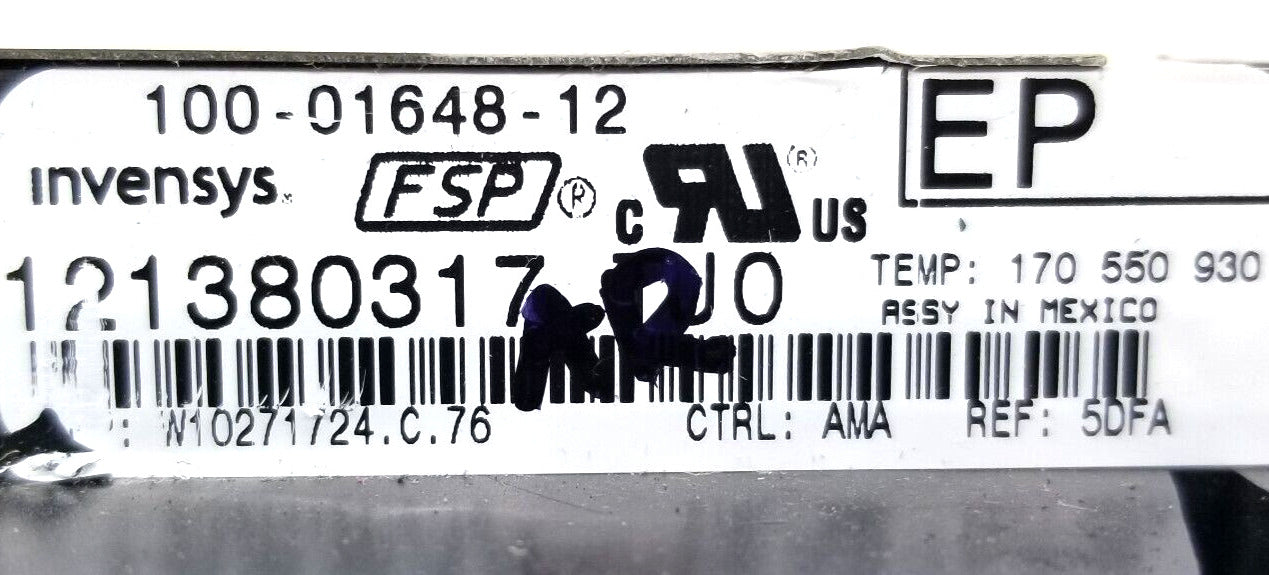 100-01648-12
EP
invensys
FSP ®
c RU ® US
121380317
TEMP: 170 550 930
ASSY IN MEXICO
W10271724.C.76
CTRL: AMA
REF: 5DFA